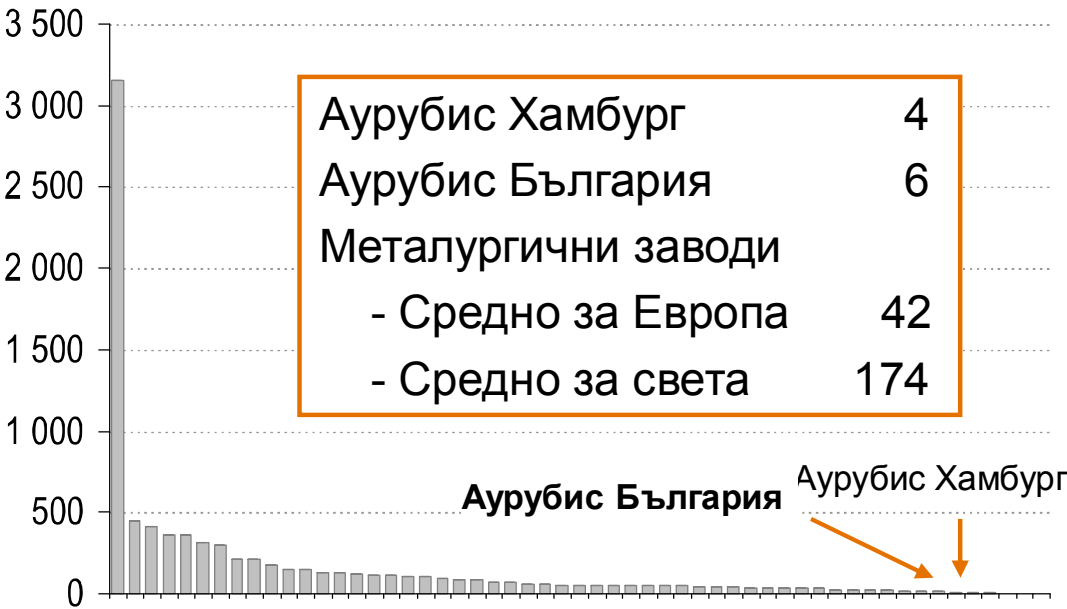 3 500
3 000
2 500
2 000
1 500
1 000
500
0
Аурубис Хамбург 4
Аурубис България 6
Металургични заводи
- Средно за Европа 42
- Средно за света 174
Аурубис България
Аурубис Хамбург